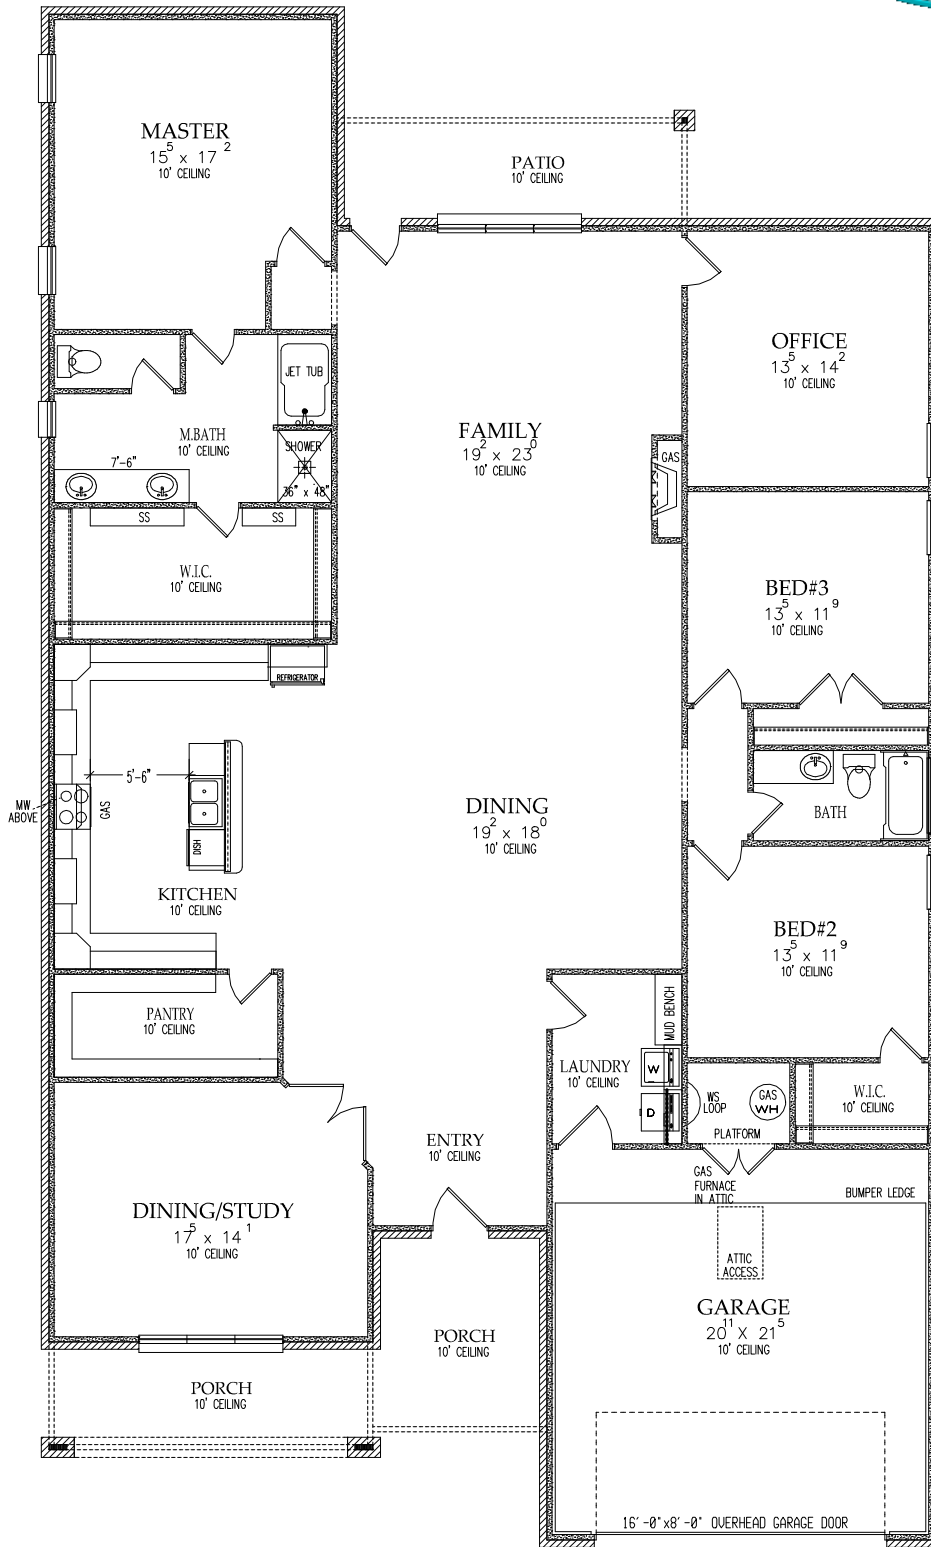 MASTER
15⁵ x 17²
10' CEILING
PATIO
10' CEILING
OFFICE
13⁵ x 14²
10' CEILING
JET TUB
M.BATH
10' CEILING
7'-6"
SHOWER
36" x 48"
FAMILY
19² x 23⁰
10' CEILING
GAS
SS
SS
W.I.C.
10' CEILING
BED#3
13⁵ x 11⁹
10' CEILING
REFRIGERATOR
5'-6"
MW
ABOVE
GAS
DISH
KITCHEN
10' CEILING
DINING
19² x 18⁰
10' CEILING
BATH
BED#2
13⁵ x 11⁹
10' CEILING
PANTRY
10' CEILING
MUD BENCH
LAUNDRY
10' CEILING
W
D
WS
LOOP
GAS
WH
PLATFORM
W.I.C.
10' CEILING
ENTRY
10' CEILING
GAS
FURNACE
IN ATTIC
BUMPER LEDGE
DINING/STUDY
17⁵ x 14¹
10' CEILING
ATTIC
ACCESS
GARAGE
20¹¹ X 21⁵
10' CEILING
PORCH
10' CEILING
PORCH
10' CEILING
16'-0"x8'-0" OVERHEAD GARAGE DOOR